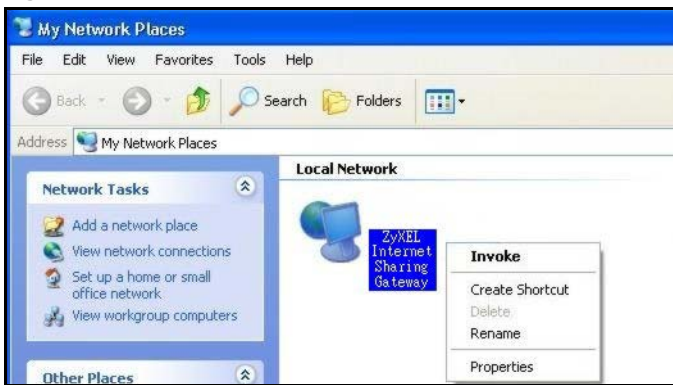 My Network Places
File Edit View Favorites Tools Help
Back Search Folders
Address My Network Places
Network Tasks
Add a network place
View network connections
Set up a home or small
office network
View workgroup computers
Other Places
Local Network
ZyXEL
Internet
Sharing
Gateway
Invoke
Create Shortcut
Delete
Rename
Properties